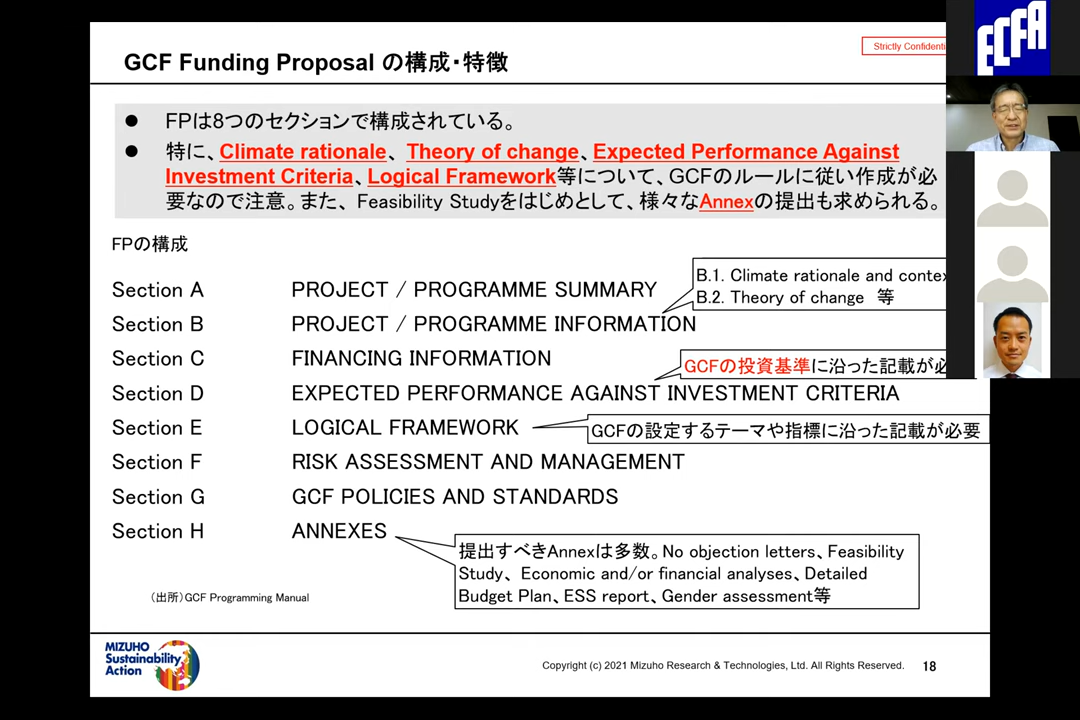 GCF Funding Proposal の構成・特徴
Strictly
ECFA
● FPは8つのセクションで構成されている。
● 特に、Climate rationale、 Theory of change、Expected Performance Against
Investment Criteria、Logical Framework等について、GCFのルールに従い作成が必
要なので注意。また、 Feasibility Studyをはじめとして、様々なAnnexの提出も求められる。
FPの構成
B.1. Climate rationale and
B.2. Theory of change 等
Section A PROJECT / PROGRAMME SUMMARY
Section B PROJECT / PROGRAMME INFORMATION
Section C FINANCING INFORMATION
GCFの投資基準に沿った記載が
Section D EXPECTED PERFORMANCE AGAINST INVESTMENT CRITERIA
Section E LOGICAL FRAMEWORK
GCFの設定するテーマや指標に沿った記載が必要
Section F RISK ASSESSMENT AND MANAGEMENT
Section G GCF POLICIES AND STANDARDS
Section H ANNEXES
提出すべきAnnexは多数。No objection letters、Feasibility
Study、 Economic and/or financial analyses、Detailed
Budget Plan、ESS report、Gender assessment等
（出所）GCF Programming Manual
MIZUHO
Sustainability
Action
Copyright (c) 2021 Mizuho Research & Technologies, Ltd. All Rights Reserved. 18